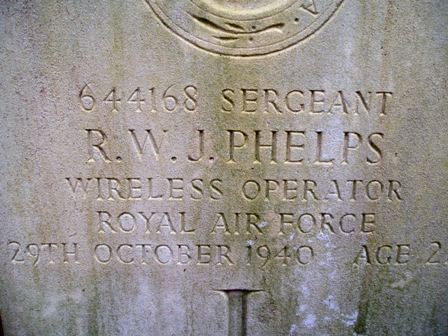 644168 SERGEANT
R.W.J. PHELPS
WIRELESS OPERATOR
ROYAL AIR FORCE
29TH OCTOBER 1940 AGE 2